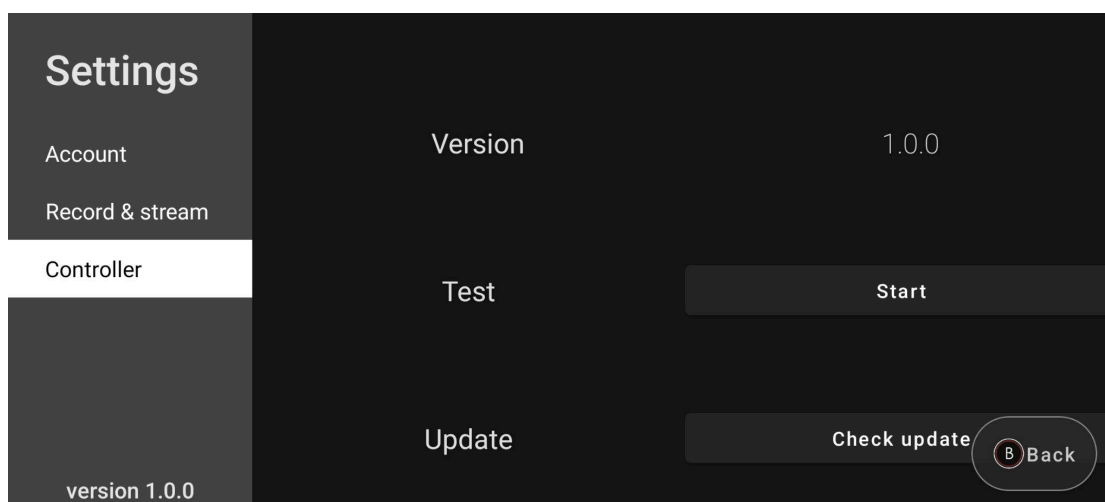 Settings
Account
Record & stream
Controller
version 1.0.0
Version 1.0.0
Test Start
Update Check update
B Back